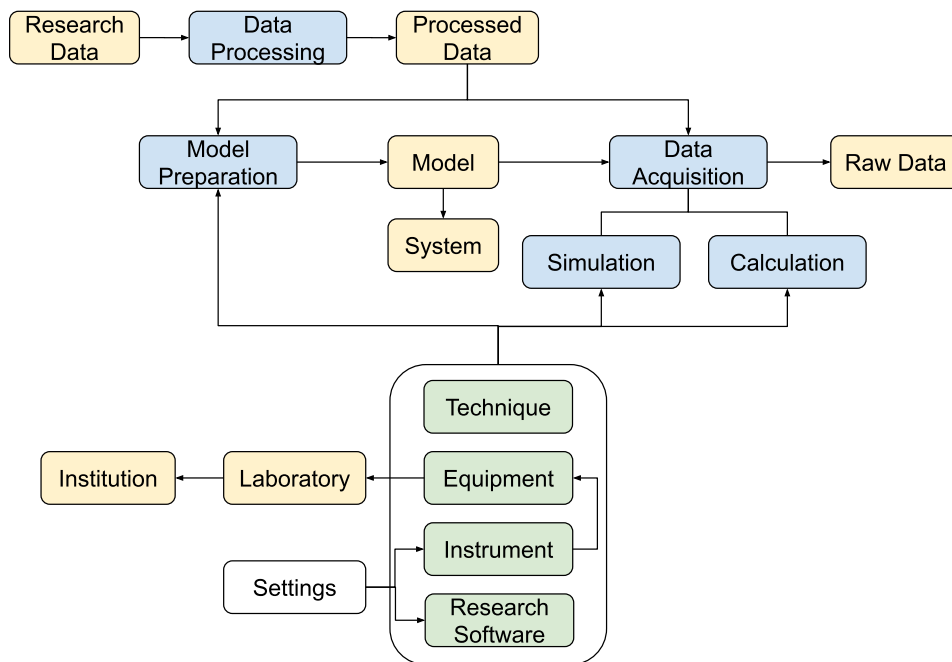 Research
Data
Data
Processing
Processed
Data
Model
Preparation
Model
Data
Acquisition
Raw Data
System
Simulation
Calculation
Technique
Institution
Laboratory
Equipment
Instrument
Settings
Research
Software